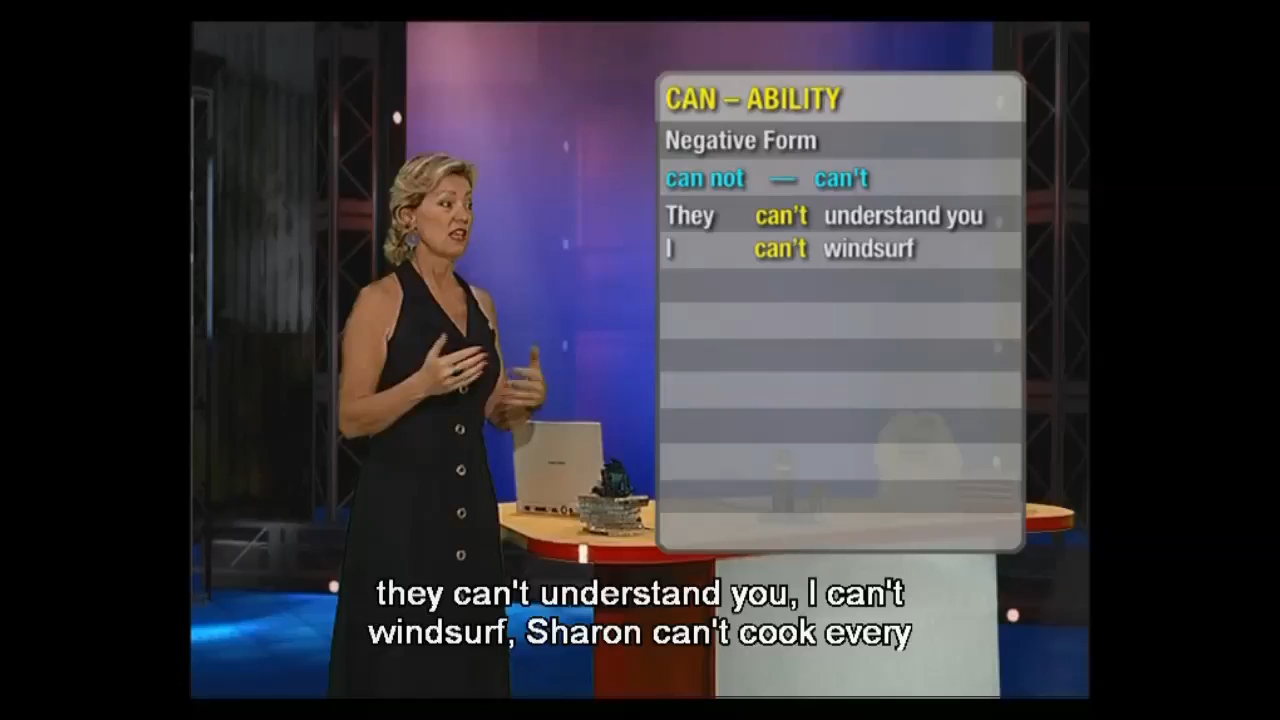 CAN – ABILITY
Negative Form
can not — can't
They can't understand you
I can't windsurf
they can't understand you, I can't
windsurf, Sharon can't cook every